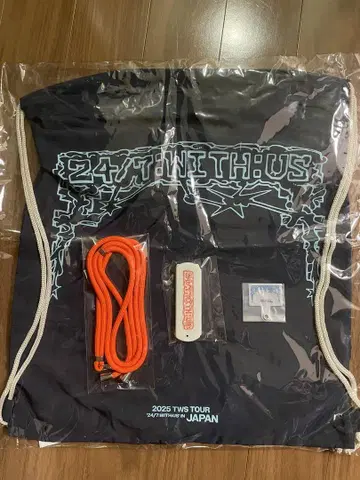 24/7:WITH:US
2025 TWS TOUR
'24/7:WITH:US' IN JAPAN